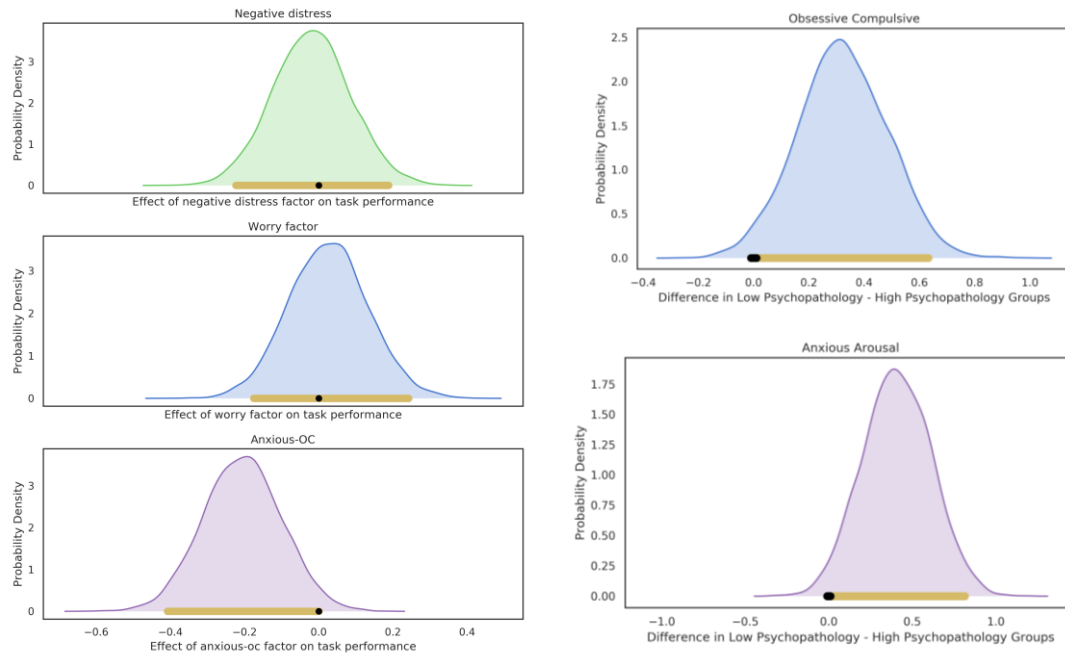 Negative distress
Probability Density
3
2
1
0
Effect of negative distress factor on task performance
Worry factor
Probability Density
3
2
1
0
Effect of worry factor on task performance
Anxious-OC
Probability Density
3
2
1
0
−0.6 −0.4 −0.2 0.0 0.2 0.4
Effect of anxious-oc factor on task performance
Obsessive Compulsive
Probability Density
2.5
2.0
1.5
1.0
0.5
0.0
−0.4 −0.2 0.0 0.2 0.4 0.6 0.8 1.0
Difference in Low Psychopathology - High Psychopathology Groups
Anxious Arousal
Probability Density
1.75
1.50
1.25
1.00
0.75
0.50
0.25
0.00
−1.0 −0.5 0.0 0.5 1.0
Difference in Low Psychopathology - High Psychopathology Groups